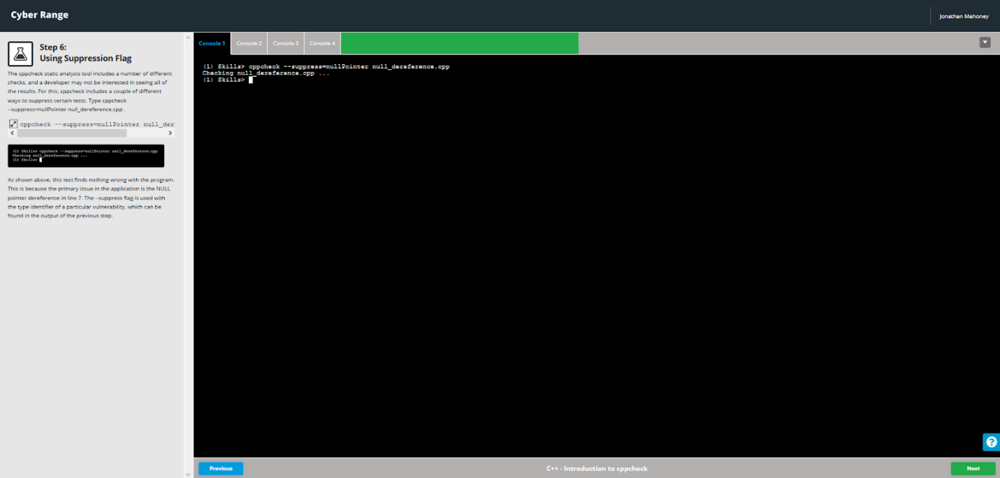 Cyber Range
Jonathan Mahoney
Step 6:
Using Suppression Flag
The cppcheck static analysis tool includes a number of different
checks, and a developer may not be interested in seeing all of
the results. For this, cppcheck includes a couple of different
ways to suppress certain tests. Type cppcheck
--suppress=nullPointer null_dereference.cpp .
cppcheck --suppress=nullPointer null_der
(1) Skills> cppcheck --suppress=nullPointer null_dereference.cpp
Checking null_dereference.cpp ...
(1) Skills>
As shown above, this test finds nothing wrong with the program.
This is because the primary issue in the application is the NULL
pointer dereference in line 7. The --suppress flag is used with
the type identifier of a particular vulnerability, which can be
found in the output of the previous step.
Console 1 Console 2 Console 3 Console 4
(1) Skills> cppcheck --suppress=nullPointer null_dereference.cpp
Checking null_dereference.cpp ...
(1) Skills>
?
Previous C++ - Introduction to cppcheck Next